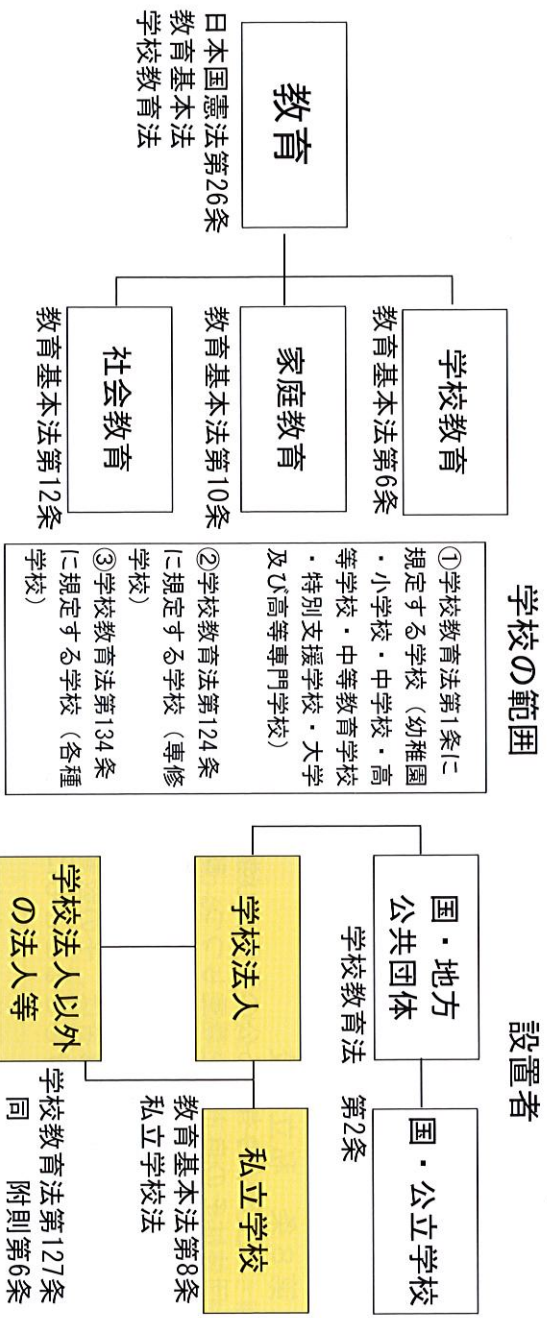 教育
日本国憲法第26条
教育基本法
学校教育法
学校教育
教育基本法第6条
家庭教育
教育基本法第10条
社会教育
教育基本法第12条
学校の範囲
①学校教育法第1条に
規定する学校（幼稚園
・小学校・中学校・高
等学校・中等教育学校
・特別支援学校・大学
及び高等専門学校）
②学校教育法第124条
に規定する学校（専修
学校）
③学校教育法第134条
に規定する学校（各種
学校）
設置者
国・地方
公共団体
学校教育法　第2条
国・公立学校
学校法人
私立学校
教育基本法第8条
私立学校法
学校法人以外
の法人等
学校教育法第127条
同　　附則第6条